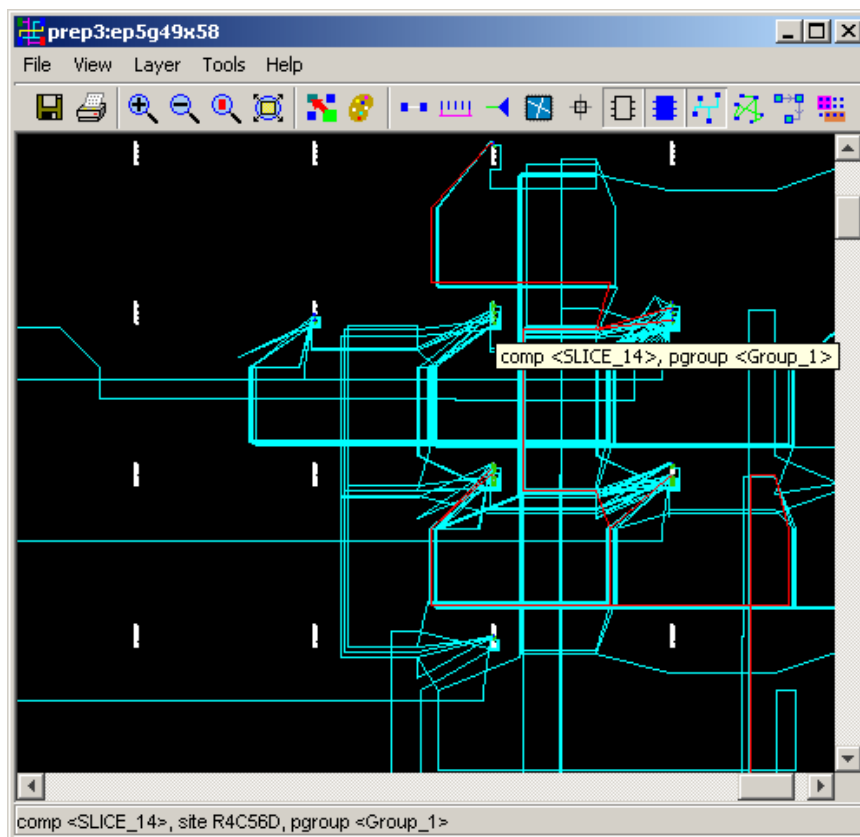 prep3:ep5g49x58
File View Layer Tools Help
comp <SLICE_14>, pgroup <Group_1>
comp <SLICE_14>, site R4C56D, pgroup <Group_1>